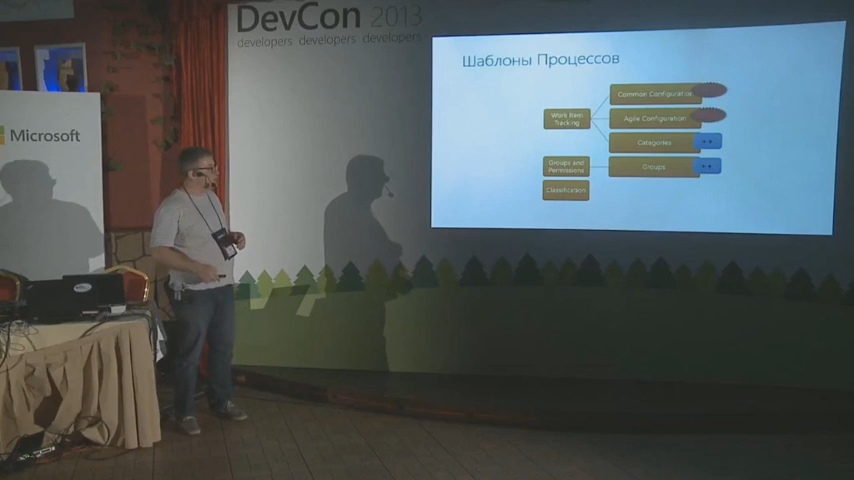 DevCon 2013
developers developers developers
Microsoft
Шаблоны Процессов
Common Configuration
Work Item
Tracking
Agile Configuration
Categories
Groups and
Permissions
Groups
Classification